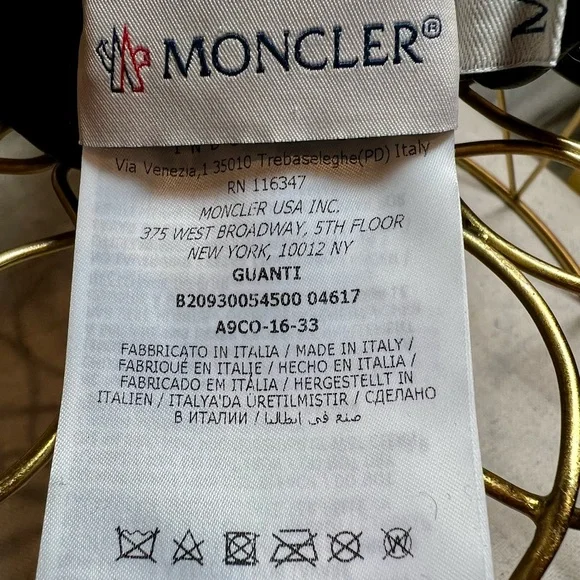 MONCLER®
M
Via Venezia,1 35010 Trebaseleghe(PD) Italy
RN 116347
MONCLER USA INC.
375 WEST BROADWAY, 5TH FLOOR
NEW YORK, 10012 NY
GUANTI
B20930054500 04617
A9CO-16-33
FABBRICATO IN ITALIA / MADE IN ITALY /
FABRIQUÉ EN ITALIE / HECHO EN ITALIA /
FABRICADO EM ITÁLIA / HERGESTELLT IN
ITALIEN / ITALYA'DA ÜRETILMISTIR / СДЕЛАНО
В ИТАЛИИ / صنع في ايطاليا